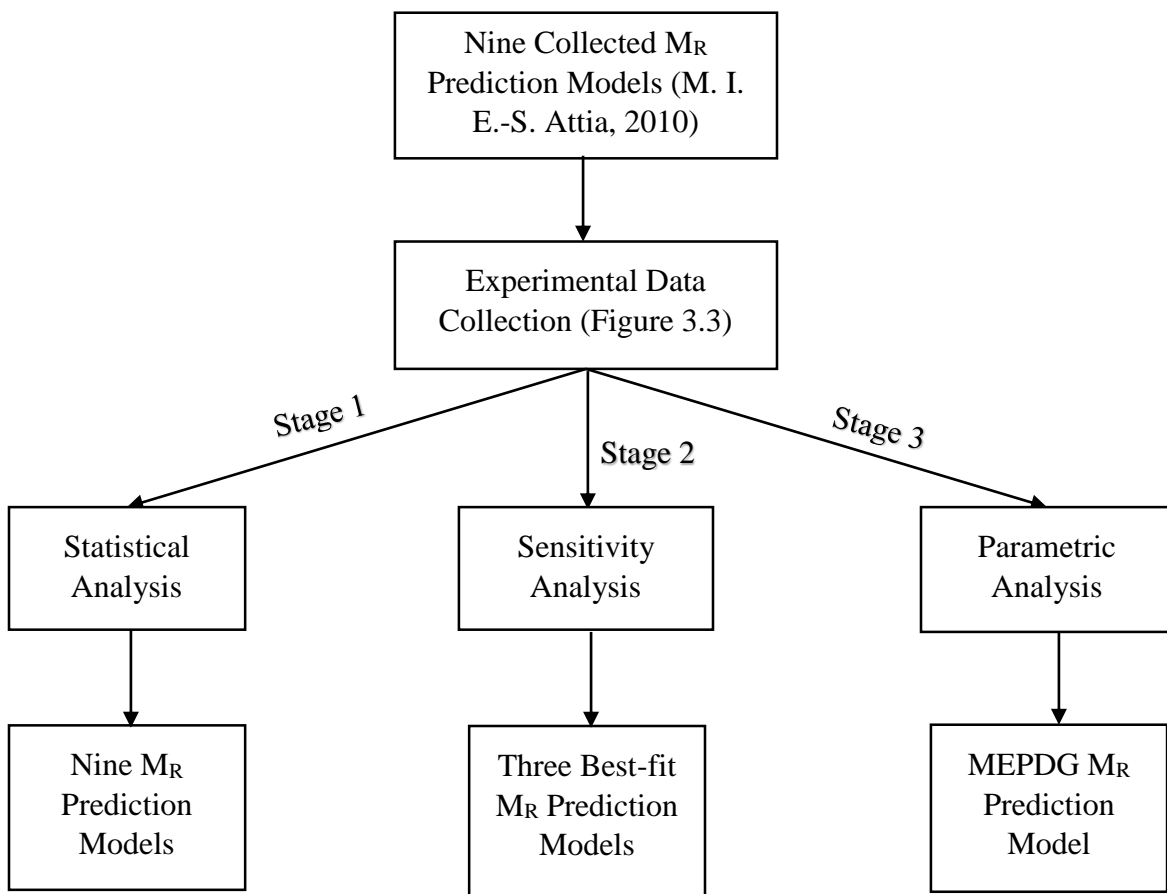 Nine Collected MR
Prediction Models (M. I.
E.-S. Attia, 2010)
Experimental Data
Collection (Figure 3.3)
Stage 1
Stage 2
Stage 3
Statistical
Analysis
Sensitivity
Analysis
Parametric
Analysis
Nine MR
Prediction
Models
Three Best-fit
MR Prediction
Models
MEPDG MR
Prediction
Model